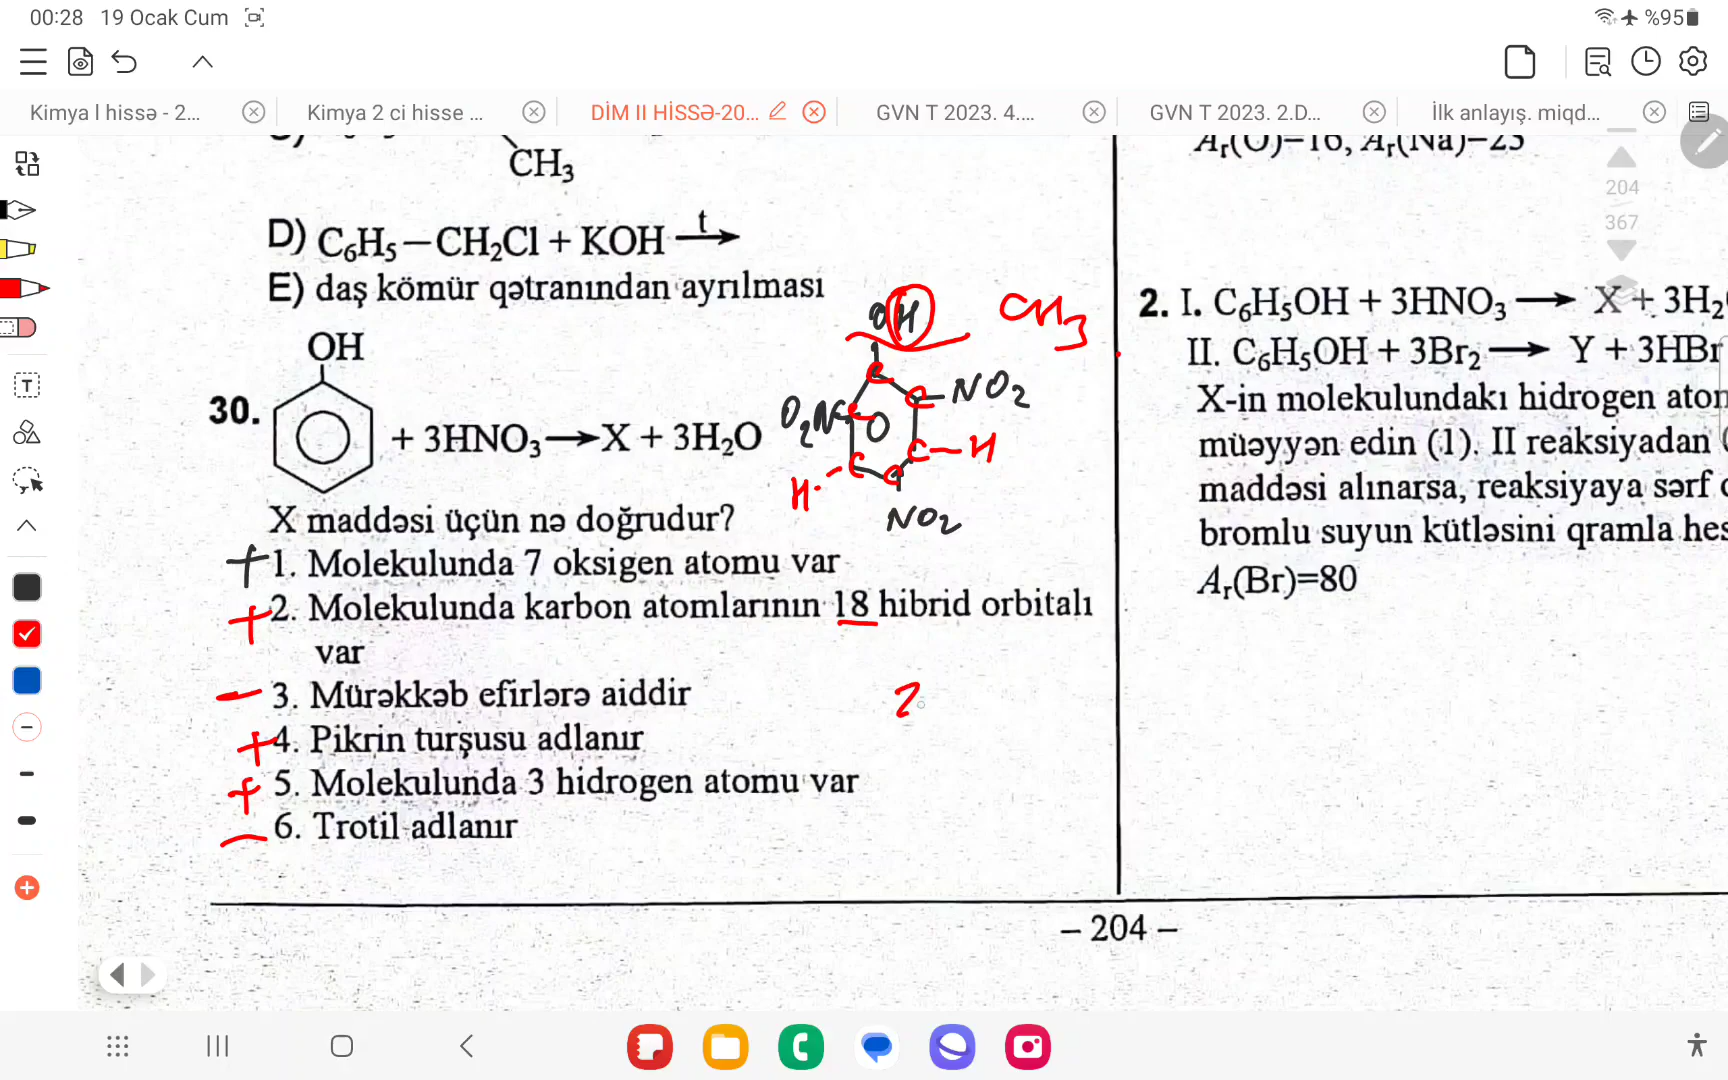 00:28 19 Ocak Cum
%95
Kimya l hissə - 2...
Kimya 2 ci hisse ...
DİM II HİSSƏ-20...
GVN T 2023. 4....
GVN T 2023. 2.D...
İlk anlayış. miqd...
204
367
CH₃
D) C₆H₅–CH₂Cl + KOH t→
E) daş kömür qətranından ayrılması
OH
30. + 3HNO₃→X + 3H₂O
OH CH₃
O₂N NO₂
C C C C C C
H H
NO₂
X maddəsi üçün nə doğrudur?
+1. Molekulunda 7 oksigen atomu var
+2. Molekulunda karbon atomlarının 18 hibrid orbitalı
var
– 3. Mürəkkəb efirlərə aiddir
2
+4. Pikrin turşusu adlanır
+ 5. Molekulunda 3 hidrogen atomu var
– 6. Trotil adlanır
Aᵣ(O)=16, Aᵣ(Na)=23
2. I. C₆H₅OH + 3HNO₃ → X + 3H₂
II. C₆H₅OH + 3Br₂ → Y + 3HBr
X-in molekulundakı hidrogen
müəyyən edin (1). II reaksiyadan
maddəsi alınarsa, reaksiyaya sərf
bromlu suyun kütləsini qramla
Aᵣ(Br)=80
– 204 –